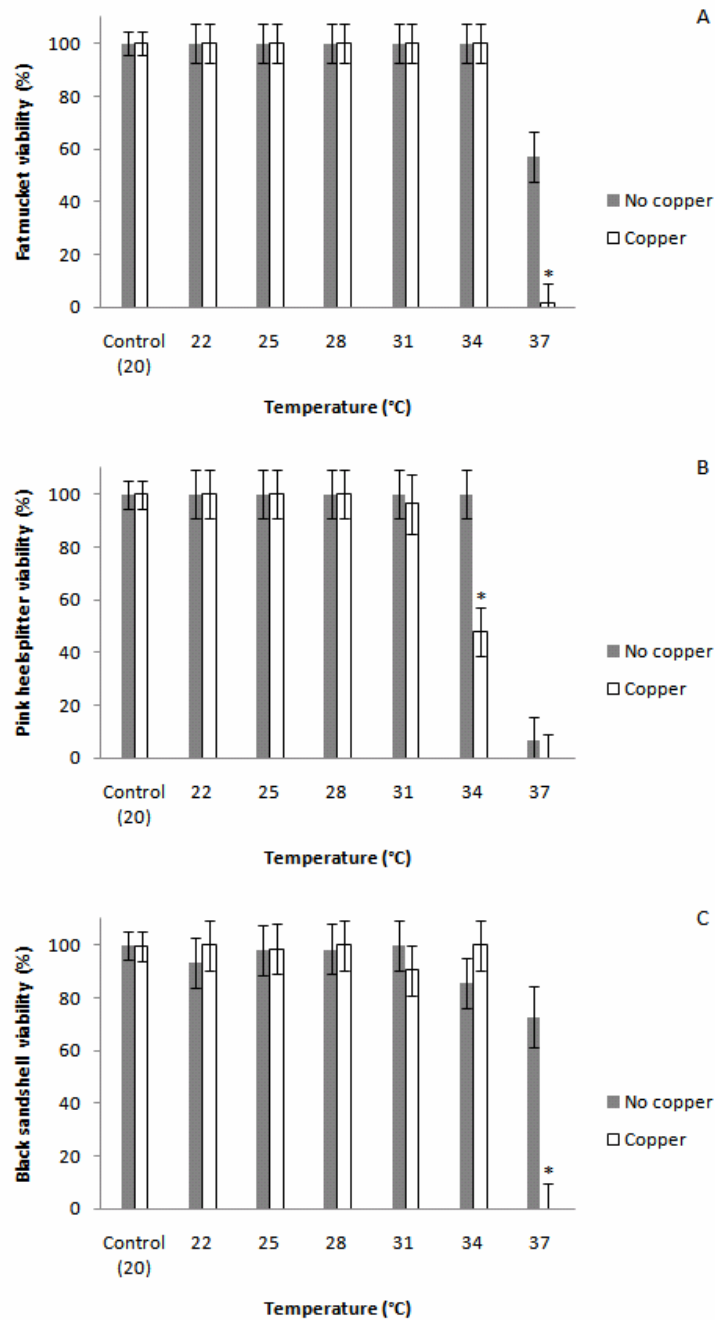 A
Fatmucket viability (%)
100
80
60
40
20
0
*
No copper
Copper
Control (20)
22
25
28
31
34
37
Temperature (°C)
B
Pink heelsplitter viability (%)
100
80
60
40
20
0
*
No copper
Copper
Control (20)
22
25
28
31
34
37
Temperature (°C)
C
Black sandshell viability (%)
100
80
60
40
20
0
*
No copper
Copper
Control (20)
22
25
28
31
34
37
Temperature (°C)